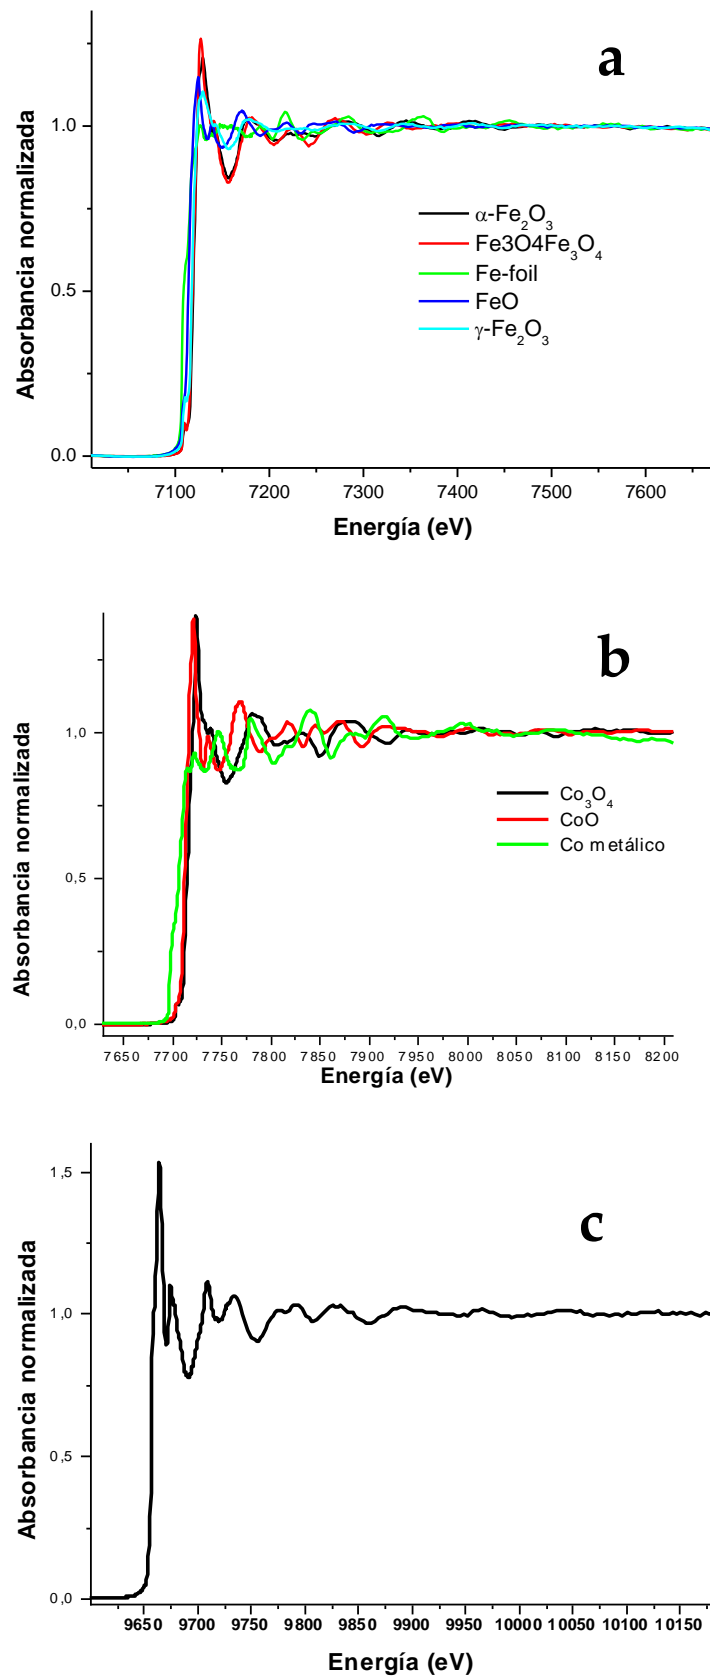 a
1.0
0.5
0.0
Absorbancia normalizada
α-Fe₂O₃
Fe3O4Fe₃O₄
Fe-foil
FeO
γ-Fe₂O₃
7100 7200 7300 7400 7500 7600
Energía (eV)
b
1,0
0,5
0,0
Absorbancia normalizada
Co₃O₄
CoO
Co metálico
7650 7700 7750 7800 7850 7900 7950 8000 8050 8100 8150 8200
Energía (eV)
c
1,5
1,0
0,5
0,0
Absorbancia normalizada
9650 9700 9750 9800 9850 9900 9950 10000 10050 10100 10150
Energía (eV)